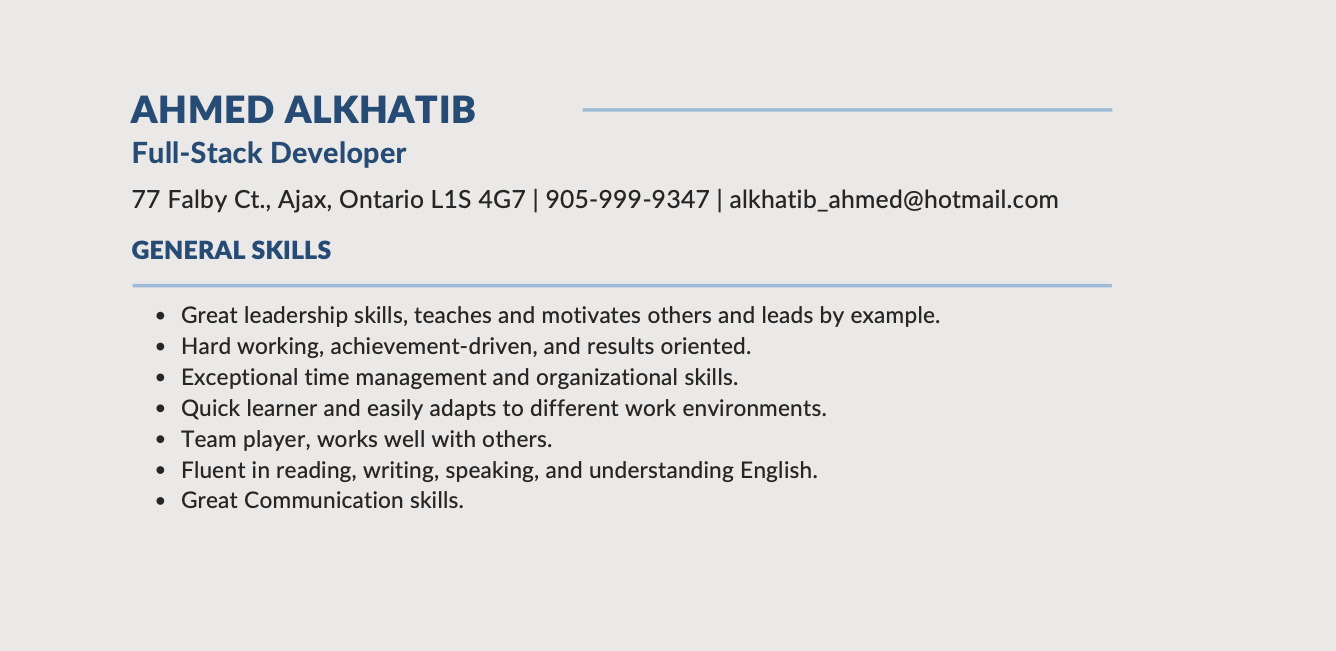 AHMED ALKHATIB
Full-Stack Developer
77 Falby Ct., Ajax, Ontario L1S 4G7 | 905-999-9347 | alkhatib_ahmed@hotmail.com
GENERAL SKILLS
• Great leadership skills, teaches and motivates others and leads by example.
• Hard working, achievement-driven, and results oriented.
• Exceptional time management and organizational skills.
• Quick learner and easily adapts to different work environments.
• Team player, works well with others.
• Fluent in reading, writing, speaking, and understanding English.
• Great Communication skills.